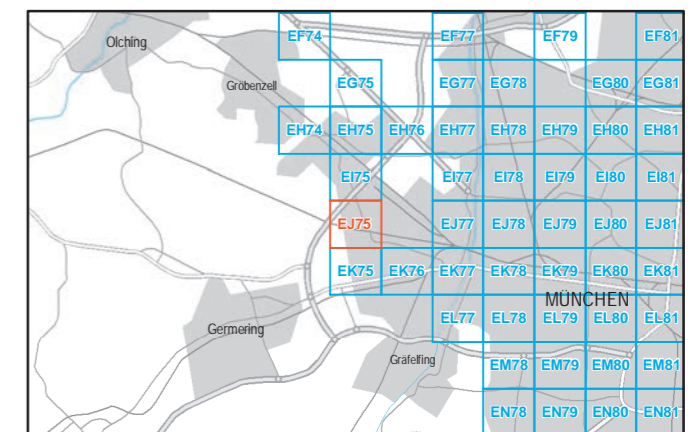 EF74 EF77 EF79 EF81
Olching
Gröbenzell
EG75 EG77 EG78 EG80 EG81
EH74 EH75 EH76 EH77 EH78 EH79 EH80 EH81
EI75 EI77 EI78 EI79 EI80 EI81
EJ75 EJ77 EJ78 EJ79 EJ80 EJ81
EK75 EK76 EK77 EK78 EK79 EK80 EK81
MÜNCHEN
Germering
EL77 EL78 EL79 EL80 EL81
Gräfelfing
EM78 EM79 EM80 EM81
EN78 EN79 EN80 EN81